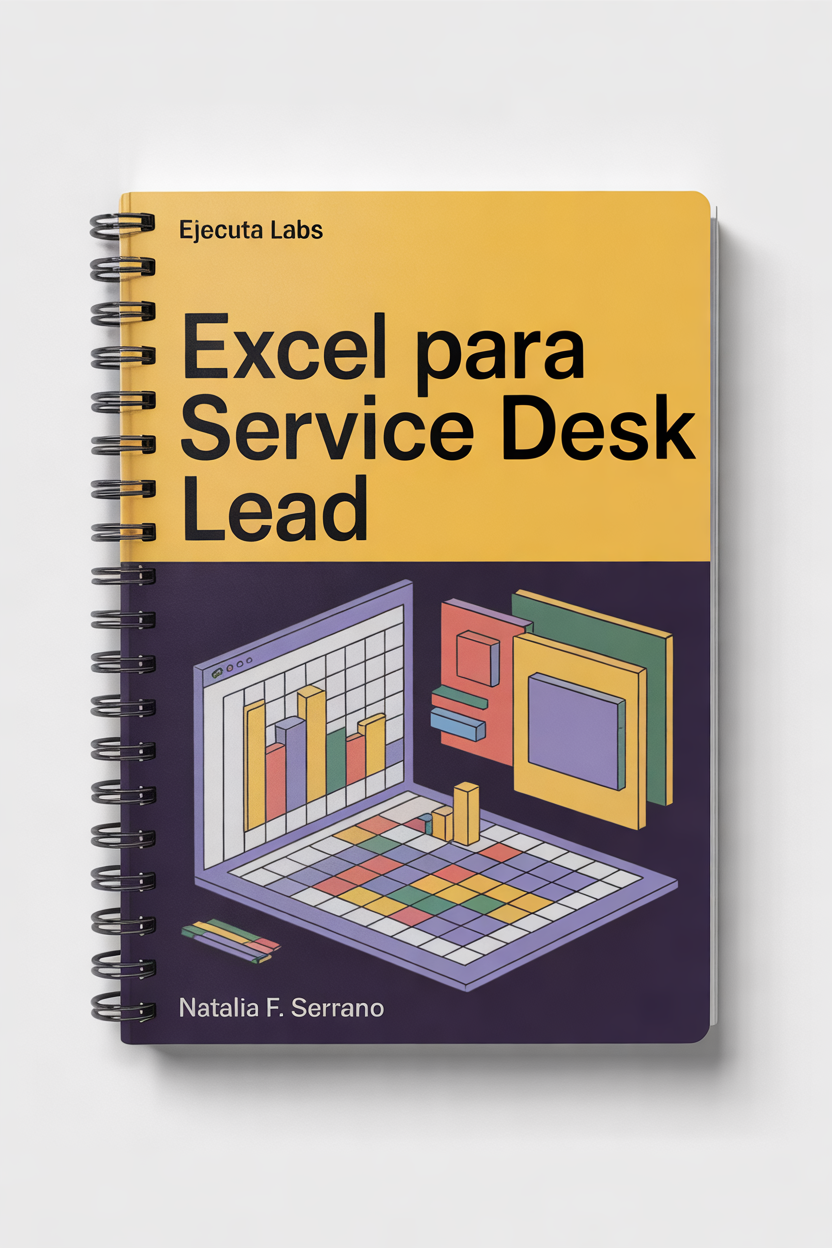 Ejecuta Labs
Excel para
Service Desk
Lead
Natalia F. Serrano